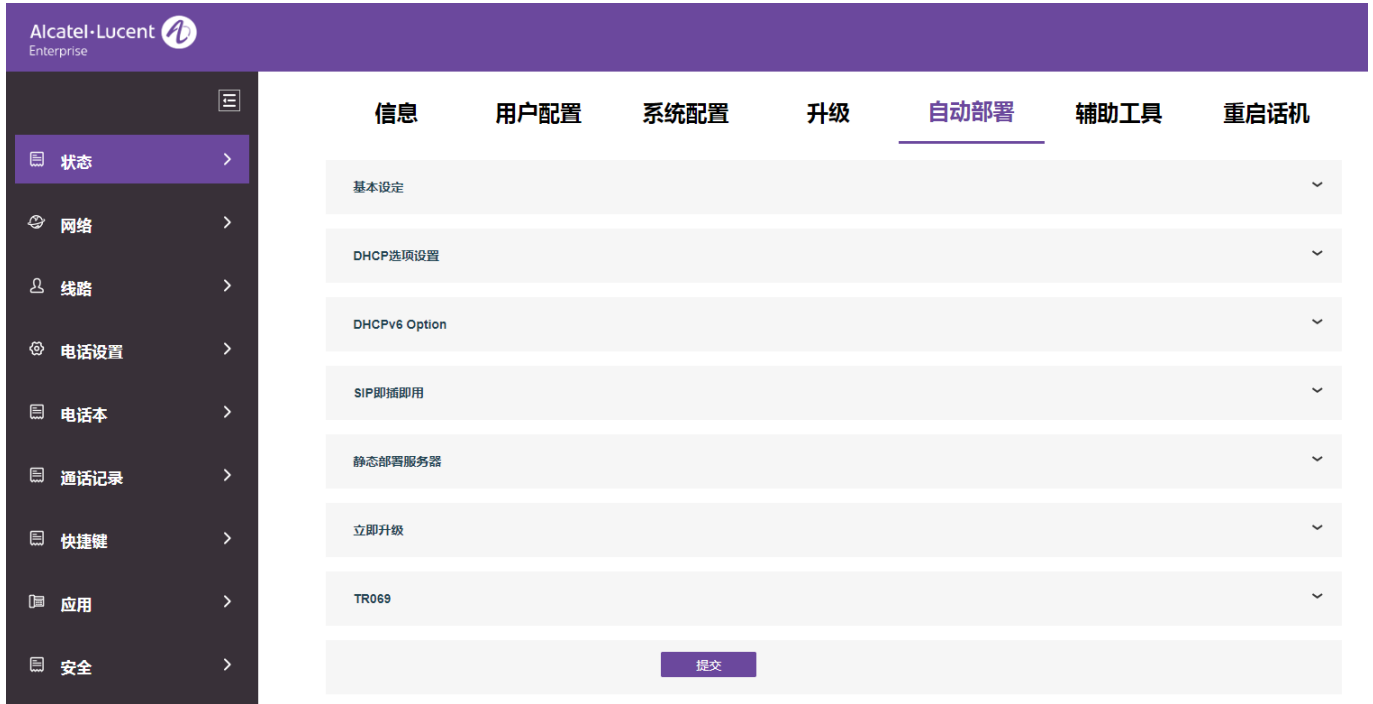 Alcatel·Lucent
Enterprise
信息 用户配置 系统配置 升级 自动部署 辅助工具 重启话机
状态
网络
线路
电话设置
电话本
通话记录
快捷键
应用
安全
基本设定
DHCP选项设置
DHCPv6 Option
SIP即插即用
静态部署服务器
立即升级
TR069
提交